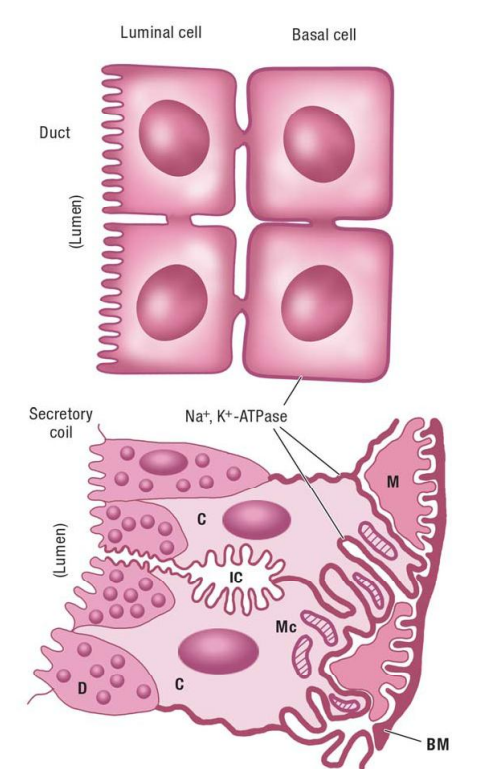 Luminal cell
Basal cell
Duct
(Lumen)
Secretory
coil
Na+, K+-ATPase
M
C
(Lumen)
IC
Mc
D
C
BM